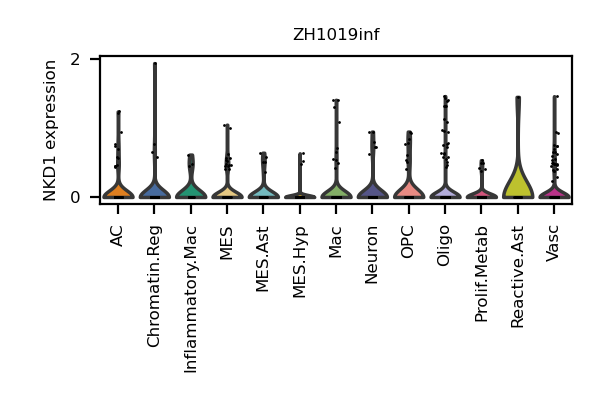 ZH1019inf
NKD1 expression
2
0
AC
Chromatin.Reg
Inflammatory.Mac
MES
MES.Ast
MES.Hyp
Mac
Neuron
OPC
Oligo
Prolif.Metab
Reactive.Ast
Vasc